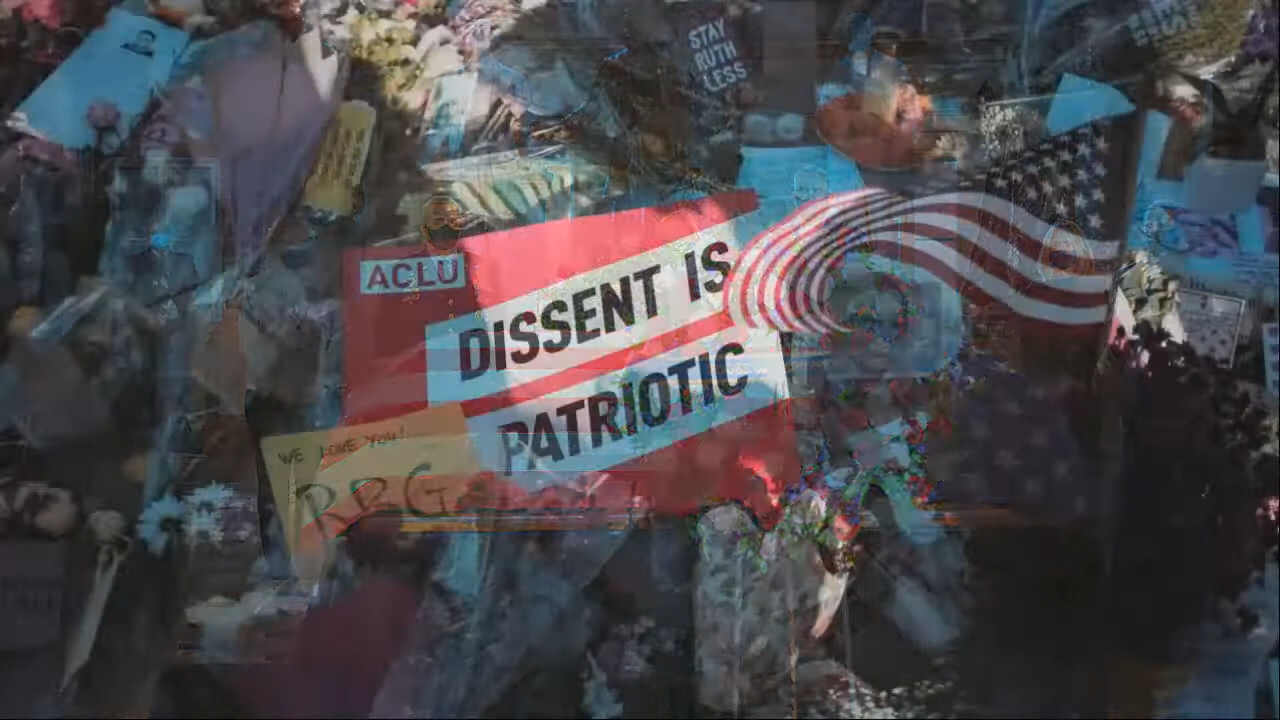 STAY
RUTH
LESS
ACLU
DISSENT IS
PATRIOTIC
WE LOVE YOU!
RBG